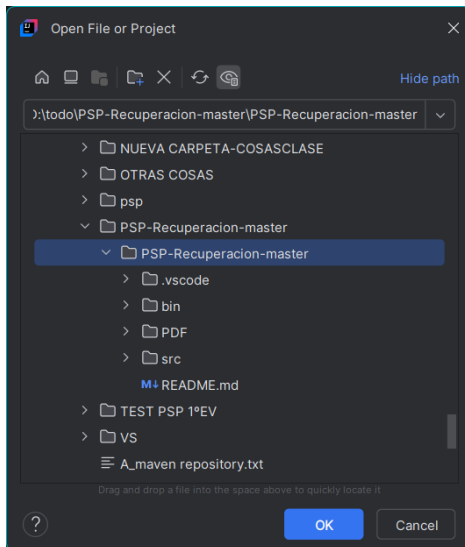 Open File or Project
Hide path
):\todo\PSP-Recuperacion-master\PSP-Recuperacion-master
NUEVA CARPETA-COSASCLASE
OTRAS COSAS
psp
PSP-Recuperacion-master
PSP-Recuperacion-master
.vscode
bin
PDF
src
M↓ README.md
TEST PSP 1ºEV
VS
A_maven repository.txt
Drag and drop a file into the space above to quickly locate it
?
OK
Cancel